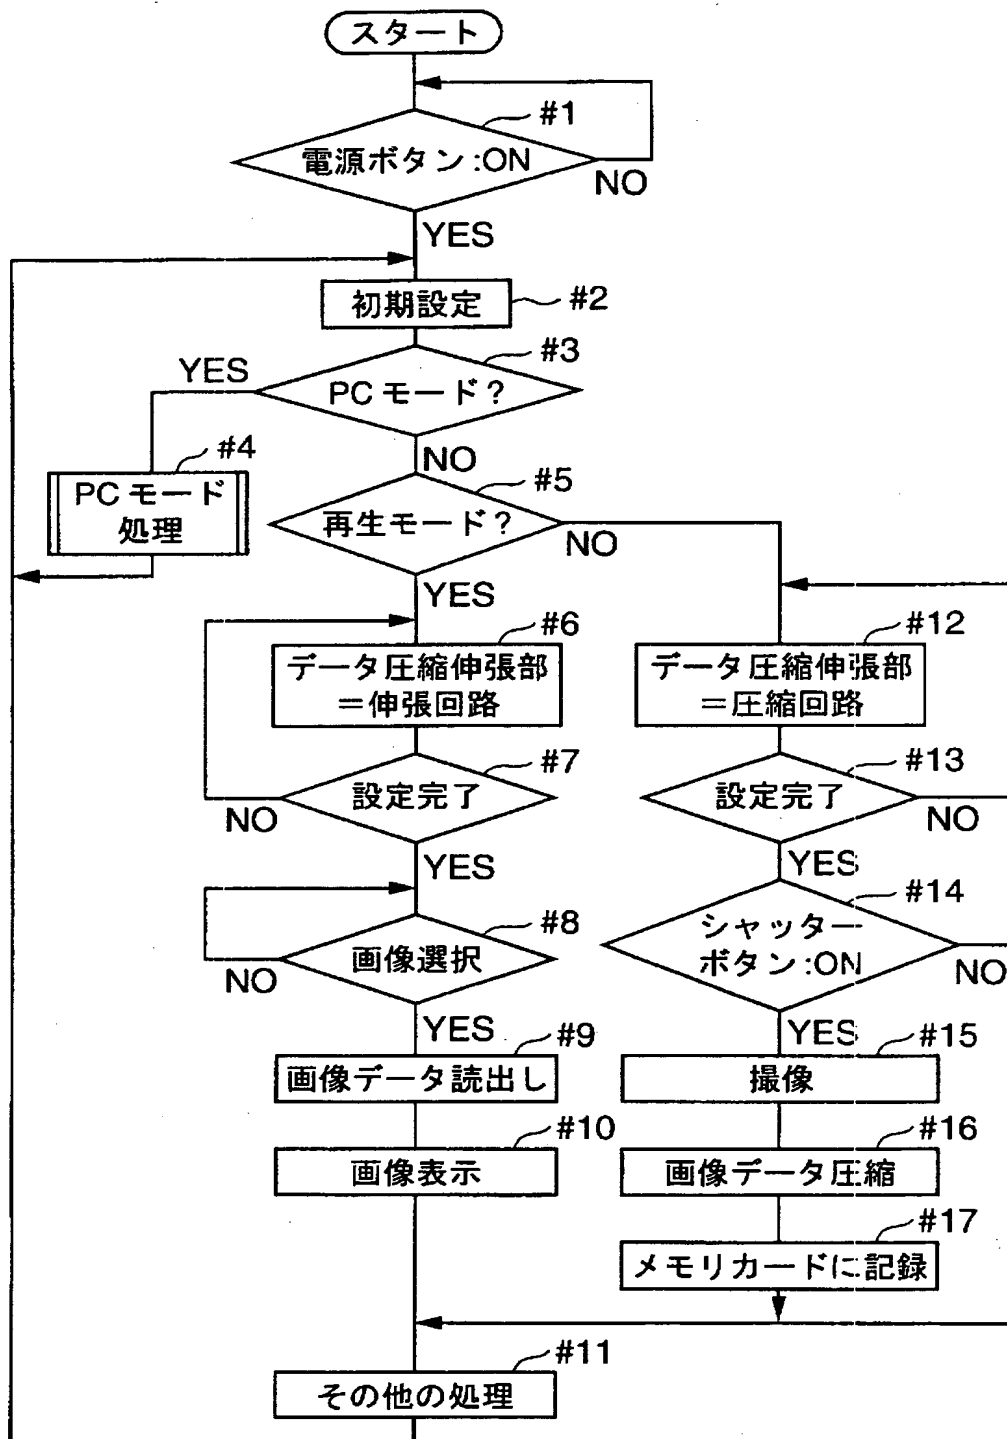 スタート
#1
電源ボタン:ON
NO
YES
初期設定
#2
#3
YES
PCモード?
NO
#4
PCモード
処理
#5
再生モード?
NO
YES
#6
データ圧縮伸張部
=伸張回路
#12
データ圧縮伸張部
=圧縮回路
#7
設定完了
NO
YES
#13
設定完了
NO
YES
#8
画像選択
NO
YES
#14
シャッター
ボタン:ON
NO
YES
#9
画像データ読出し
#15
撮像
#10
画像表示
#16
画像データ圧縮
#17
メモリカードに記録
#11
その他の処理